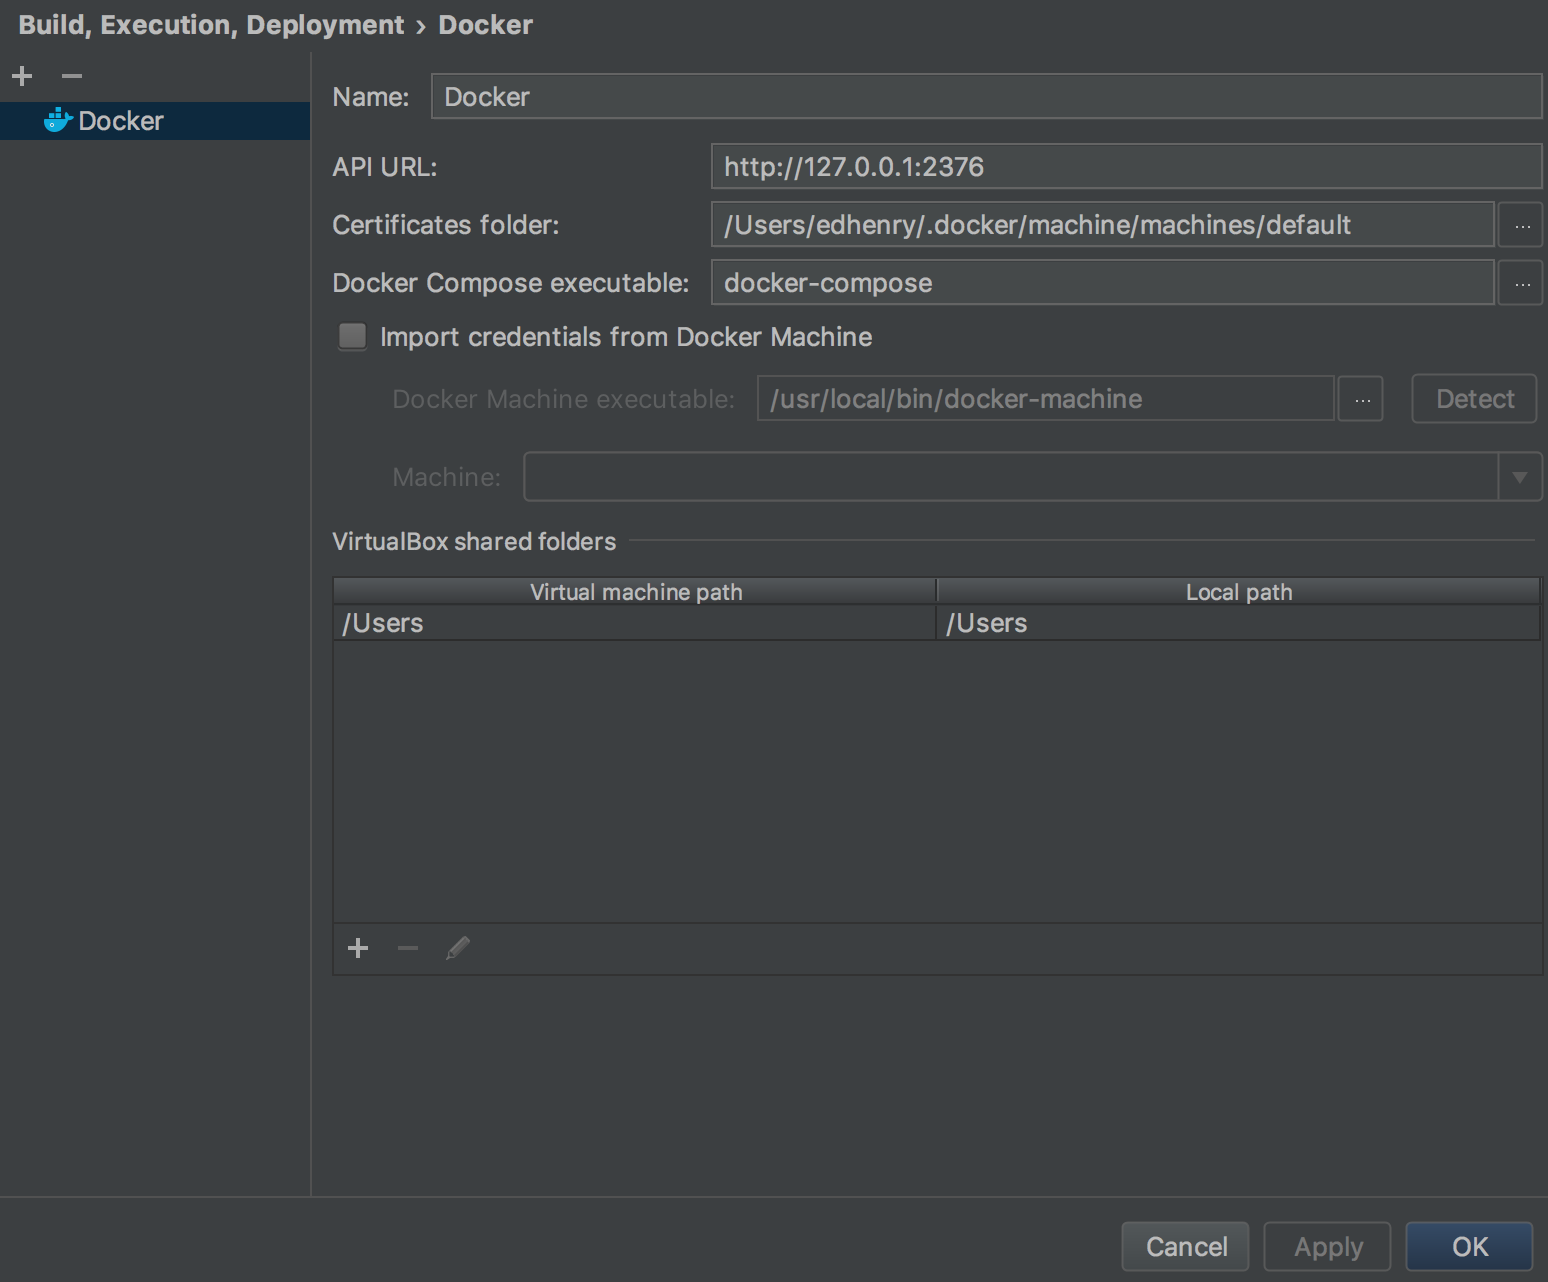 Build, Execution, Deployment › Docker
Docker
Name: Docker
API URL: http://127.0.0.1:2376
Certificates folder: /Users/edhenry/.docker/machine/machines/default ...
Docker Compose executable: docker-compose ...
Import credentials from Docker Machine
Docker Machine executable: /usr/local/bin/docker-machine ... Detect
Machine:
VirtualBox shared folders
Virtual machine path Local path
/Users /Users
Cancel Apply OK